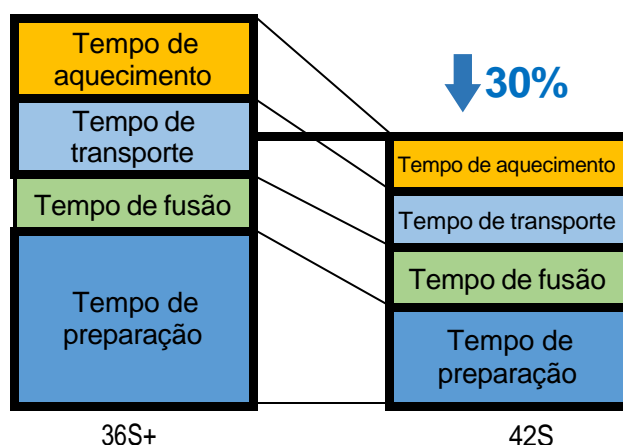 Tempo de
aquecimento
Tempo de
transporte
Tempo de fusão
Tempo de
preparação
36S+
30%
Tempo de aquecimento
Tempo de transporte
Tempo de fusão
Tempo de
preparação
42S